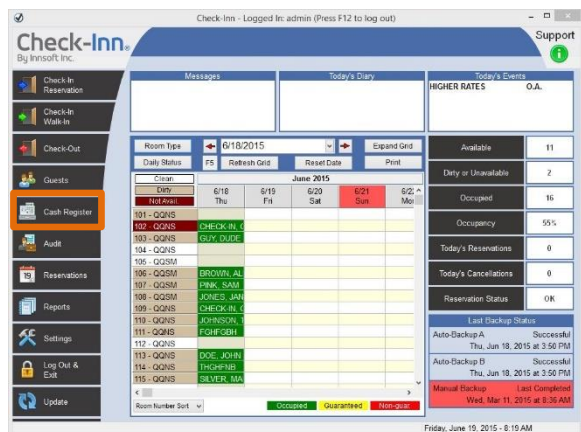 Check-Inn - Logged In: admin (Press F12 to log out)
Check-Inn®
By Innsoft Inc.
Support
Check-In
Reservation
Check-In
Walk-In
Check-Out
Guests
Cash Register
Audit
19
Reservations
Reports
Settings
Log Out &
Exit
Update
Messages
Today's Diary
Today's Events
HIGHER RATES O.A.
Room Type 6/18/2015 Expand Grid
Daily Status F5 Refresh Grid Reset Date Print
Clean June 2015
Dirty 6/18 6/19 6/20 6/21 6/22
Not Avail. Thu Fri Sat Sun Mo
101 - QQNS
102 - QQNS CHECK-IN, C
103 - QQNS GUY, DUDE
104 - QQNS
105 - QQSM
106 - QQSM BROWN, AL
107 - QQSM PINK, SAM
108 - QQSM JONES, JAN
109 - QQNS CHECK-IN, C
110 - QQNS JOHNSON, T
111 - QQNS FGHFGBH
112 - QQNS
113 - QQNS DOE, JOHN
114 - QQNS THGHFNB
115 - QQNS SILVER, MA
Room Number Sort Occupied Guaranteed Non-guar.
Available 11
Dirty or Unavailable 2
Occupied 16
Occupancy 55%
Today's Reservations 0
Today's Cancellations 0
Reservation Status OK
Last Backup Status
Auto-Backup A Successful
Thu, Jun 18, 2015 at 3:50 PM
Auto-Backup B Successful
Thu, Jun 18, 2015 at 3:50 PM
Manual Backup Last Completed
Wed, Mar 11, 2015 at 8:36 AM
Friday, June 19, 2015 - 8:19 AM